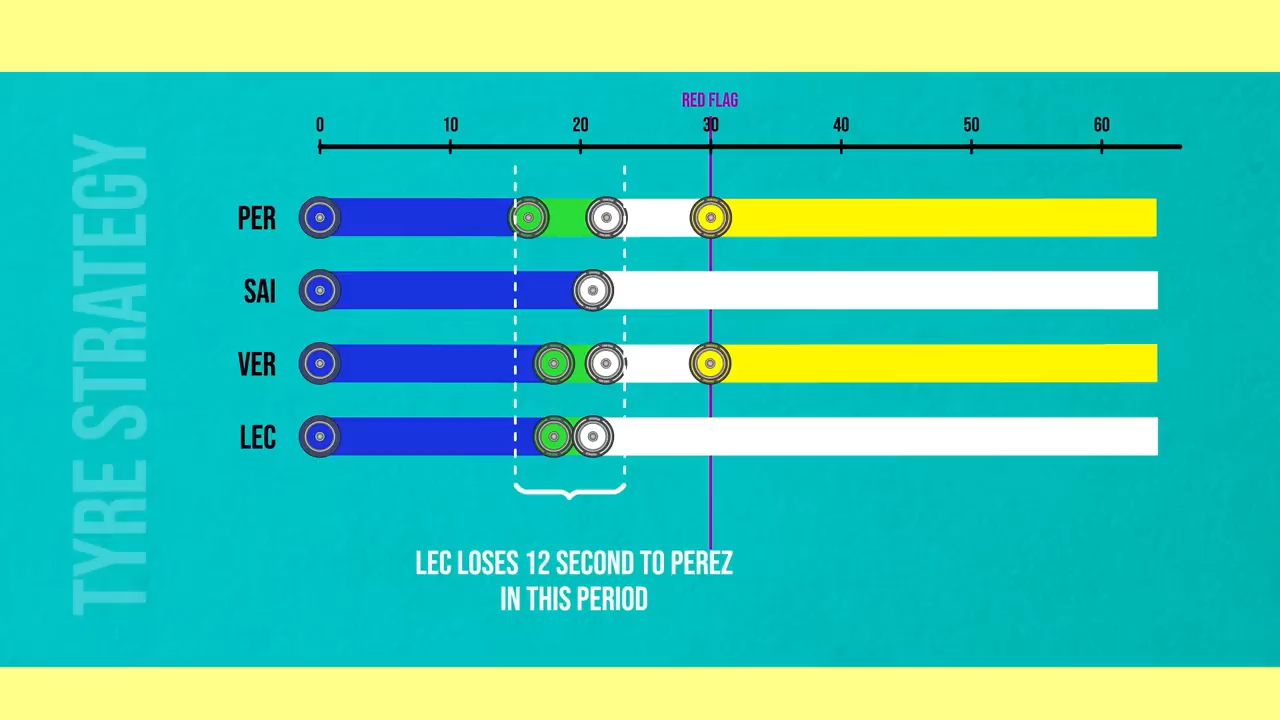 RED FLAG
0 10 20 30 40 50 60
TYRE STRATEGY
PER
SAI
VER
LEC
LEC LOSES 12 SECOND TO PEREZ
IN THIS PERIOD